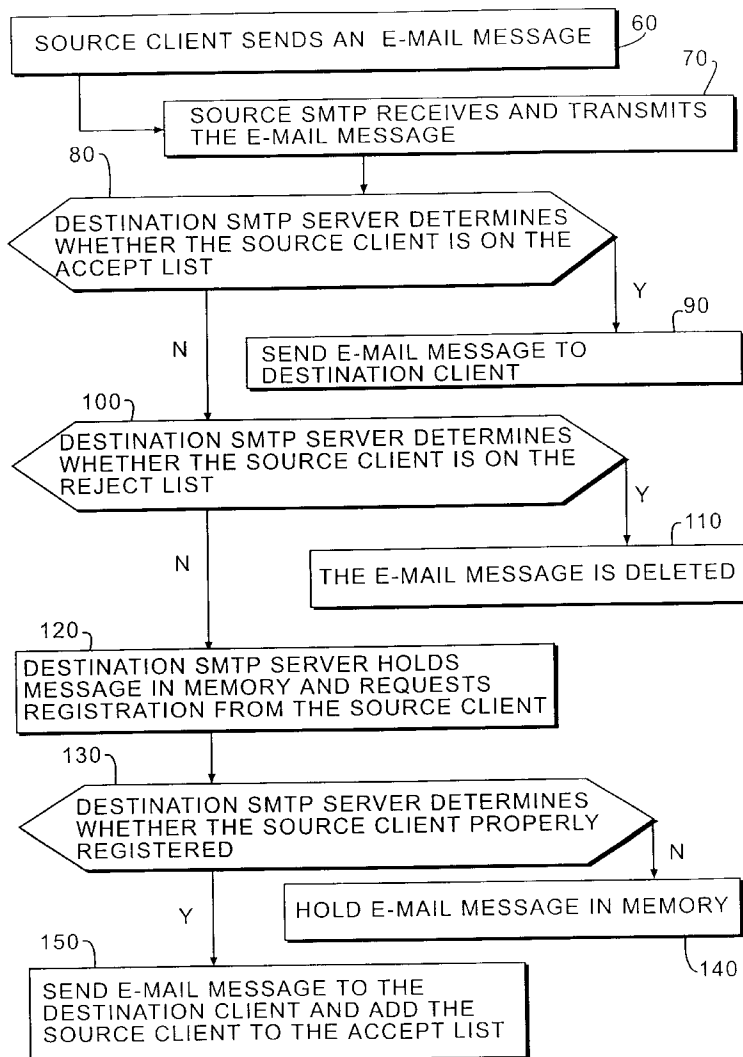 60
SOURCE CLIENT SENDS AN E-MAIL MESSAGE
70
SOURCE SMTP RECEIVES AND TRANSMITS
THE E-MAIL MESSAGE
80
DESTINATION SMTP SERVER DETERMINES
WHETHER THE SOURCE CLIENT IS ON THE
ACCEPT LIST
Y
90
N
SEND E-MAIL MESSAGE TO
DESTINATION CLIENT
100
DESTINATION SMTP SERVER DETERMINES
WHETHER THE SOURCE CLIENT IS ON THE
REJECT LIST
Y
110
N
THE E-MAIL MESSAGE IS DELETED
120
DESTINATION SMTP SERVER HOLDS
MESSAGE IN MEMORY AND REQUESTS
REGISTRATION FROM THE SOURCE CLIENT
130
DESTINATION SMTP SERVER DETERMINES
WHETHER THE SOURCE CLIENT PROPERLY
REGISTERED
N
Y
HOLD E-MAIL MESSAGE IN MEMORY
140
150
SEND E-MAIL MESSAGE TO THE
DESTINATION CLIENT AND ADD THE
SOURCE CLIENT TO THE ACCEPT LIST